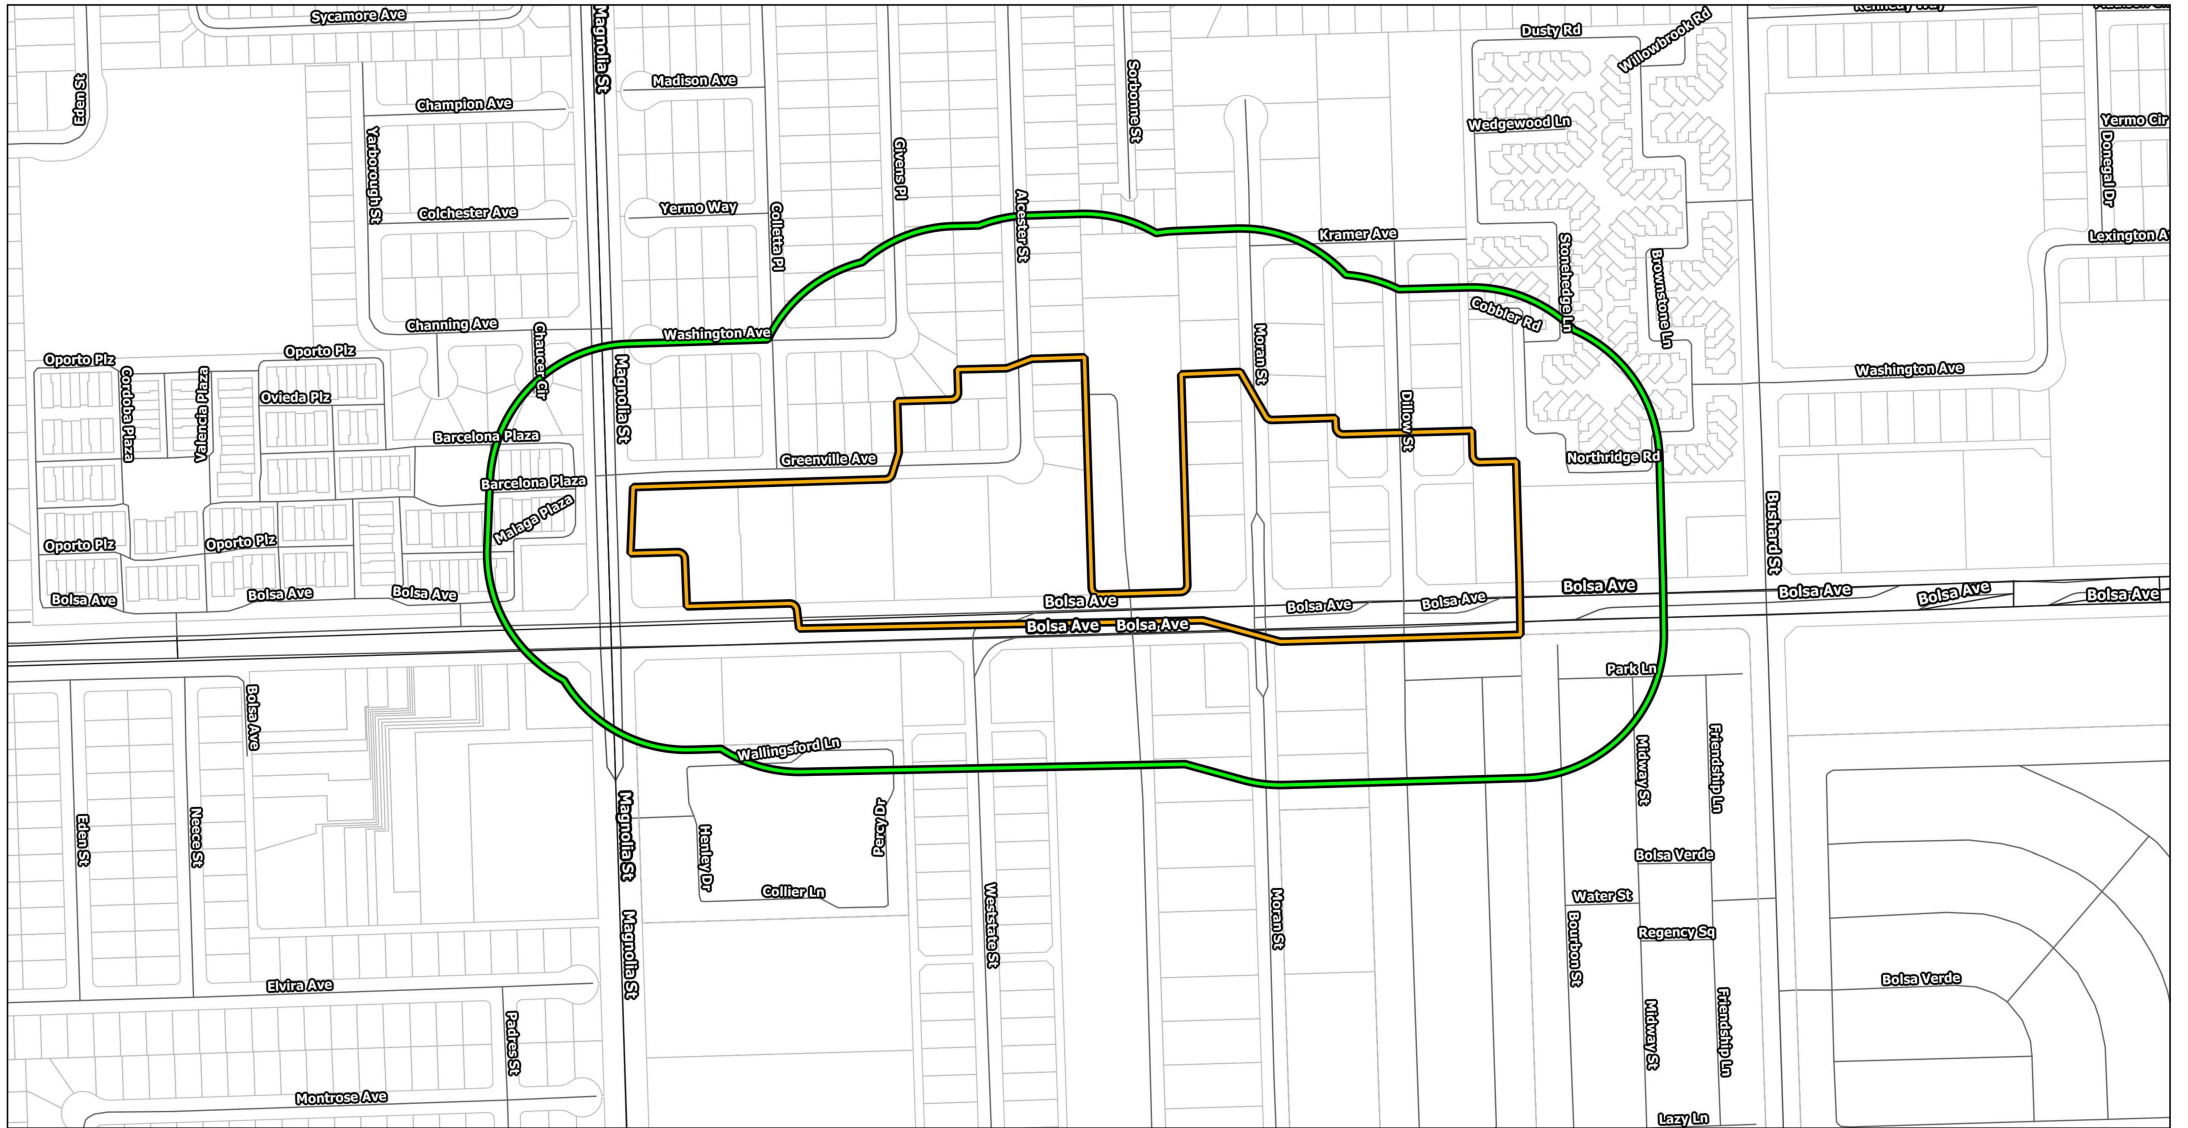 Sycamore Ave
Magnolia St
Kennedy Way
Dusty Rd
Willowbrook Rd
Eden St
Champion Ave
Madison Ave
Sorbonne St
Wedgewood Ln
Yermo Cir
Yarborough St
Givens Pl
Donegal Dr
Colchester Ave
Yermo Way
Colletta Pl
Alcester St
Kramer Ave
Stonehedge Ln
Brownstone Ln
Lexington A
Cobbler Rd
Channing Ave
Chaucer Cir
Washington Ave
Moran St
Oporto Plz
Oporto Plz
Cordoba Plaza
Valencia Plaza
Magnolia St
Washington Ave
Ovieda Plz
Dillow St
Barcelona Plaza
Greenville Ave
Northridge Rd
Barcelona Plaza
Malaga Plaza
Bushard St
Oporto Plz
Oporto Plz
Bolsa Ave
Bolsa Ave
Bolsa Ave
Bolsa Ave
Bolsa Ave
Bolsa Ave
Bolsa Ave
Bolsa Ave
Bolsa Ave
Bolsa Ave
Bolsa Ave
Bolsa Ave
Park Ln
Bolsa Ave
Wallingsford Ln
Midway St
Friendship Ln
Eden St
Neece St
Magnolia St
Henley Dr
Percy Dr
Bolsa Verde
Collier Ln
Water St
Weststate St
Moran St
Magnolia St
Bourbon St
Regency Sq
Bolsa Verde
Elvira Ave
Padres St
Midway St
Friendship Ln
Montrose Ave
Lazy Ln